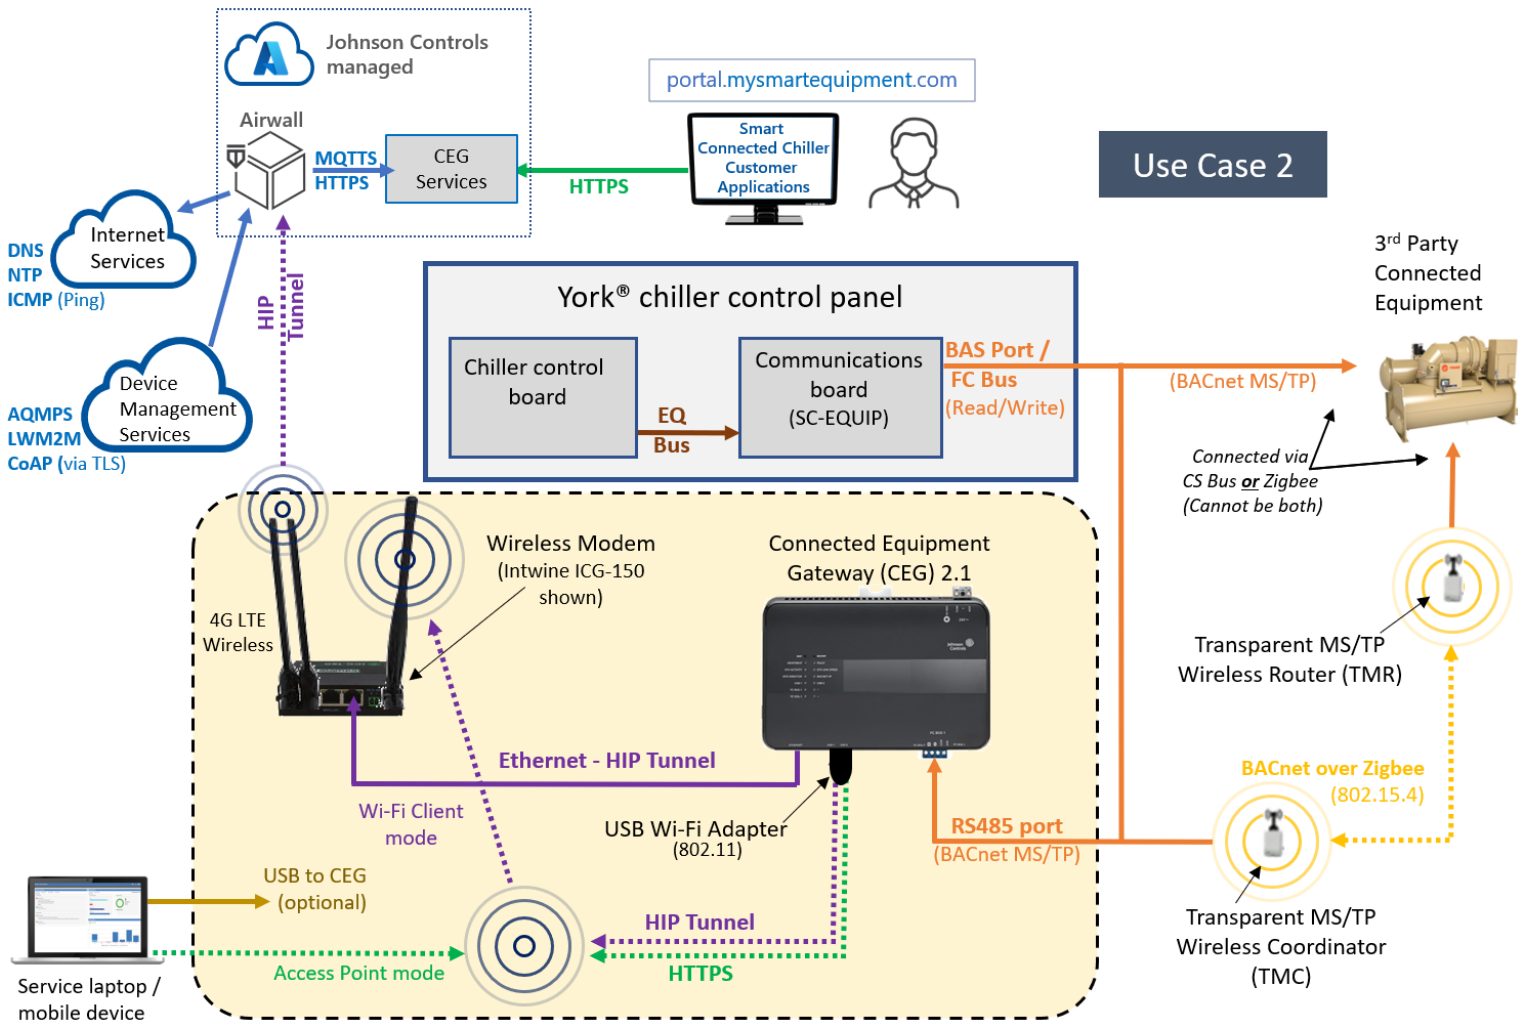 Johnson Controls
managed
Airwall
MQTTS
HTTPS
CEG
Services
HTTPS
portal.mysmartequipment.com
Smart
Connected Chiller
Customer
Applications
Use Case 2
Internet
Services
DNS
NTP
ICMP (Ping)
HIP
Tunnel
Device
Management
Services
AQMPS
LWM2M
CoAP (via TLS)
York® chiller control panel
Chiller control
board
EQ
Bus
Communications
board
(SC-EQUIP)
BAS Port /
FC Bus
(Read/Write)
(BACnet MS/TP)
3rd Party
Connected
Equipment
Connected via
CS Bus or Zigbee
(Cannot be both)
4G LTE
Wireless
Wireless Modem
(Intwine ICG-150
shown)
Connected Equipment
Gateway (CEG) 2.1
Johnson
Controls
Transparent MS/TP
Wireless Router (TMR)
Ethernet - HIP Tunnel
Wi-Fi Client
mode
USB Wi-Fi Adapter
(802.11)
RS485 port
(BACnet MS/TP)
BACnet over Zigbee
(802.15.4)
USB to CEG
(optional)
HIP Tunnel
HTTPS
Access Point mode
Service laptop /
mobile device
Transparent MS/TP
Wireless Coordinator
(TMC)